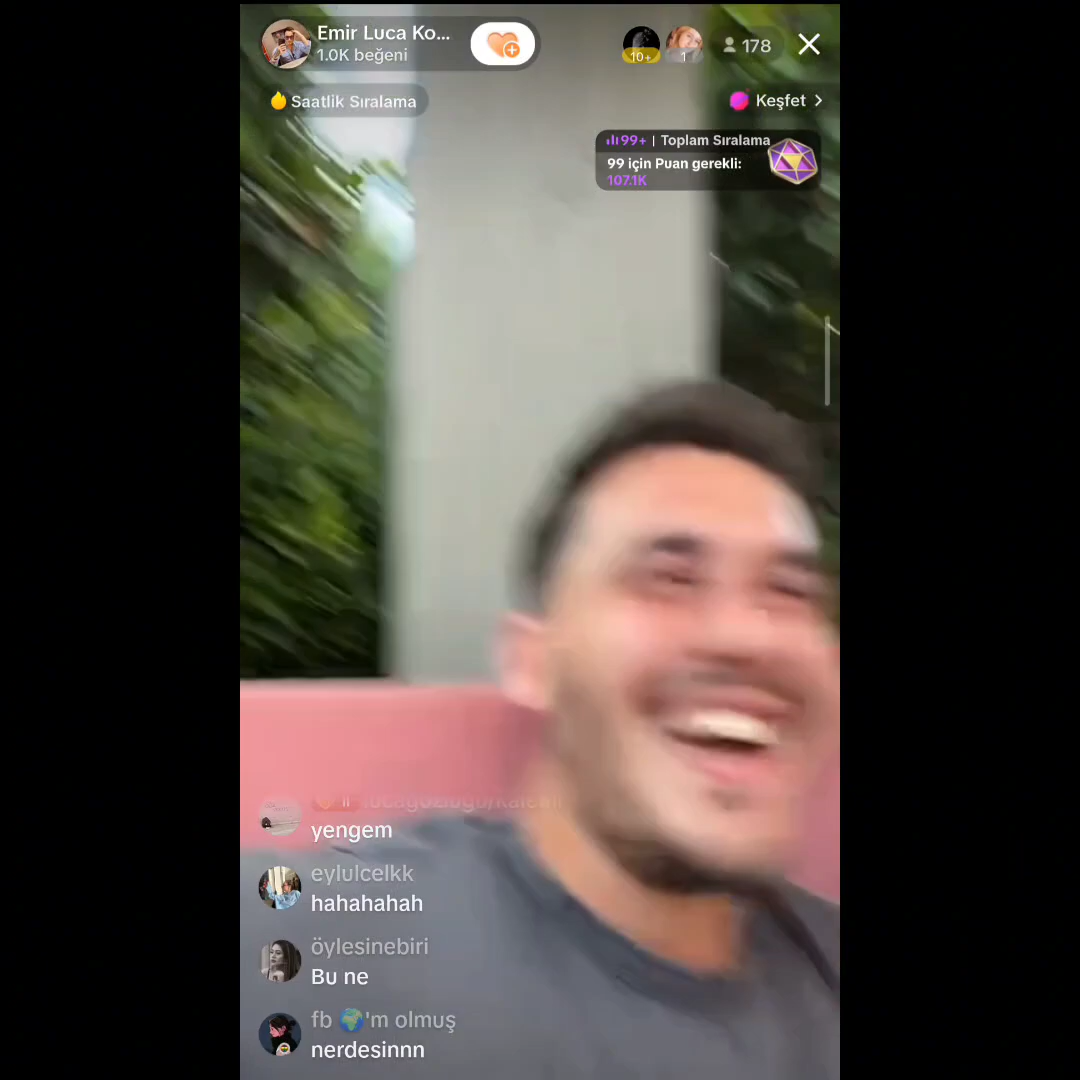 Emir Luca Ko...
1.0K beğeni
10+
1
178
Saatlik Sıralama
Keşfet
99+ | Toplam Sıralama
99 için Puan gerekli:
107.1K
yengem
eylulcelkk
hahahahah
öylesinebiri
Bu ne
fb 🌍'm olmuş
nerdesinnn